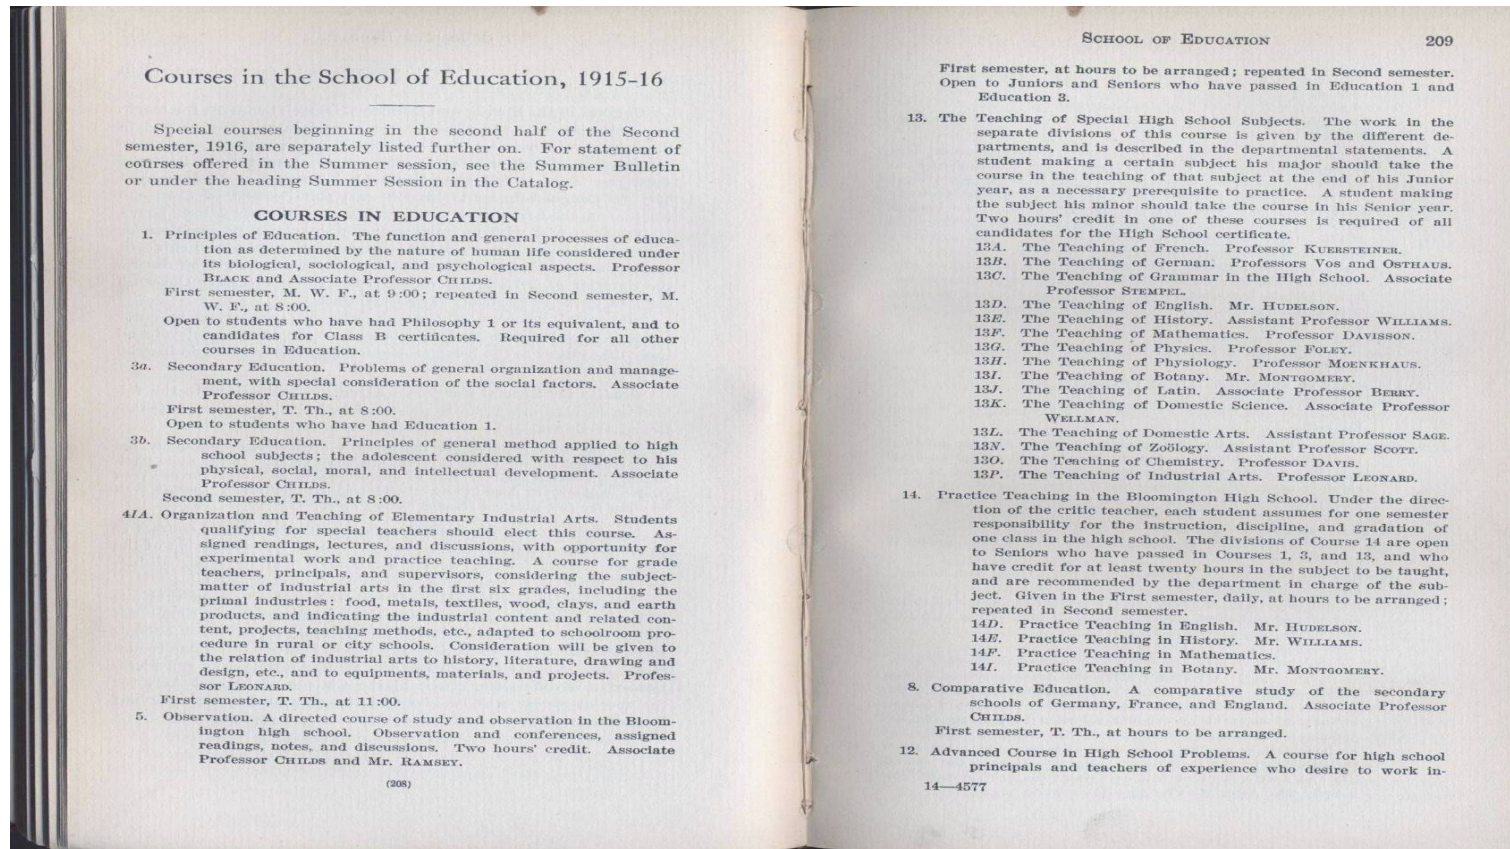 Courses in the School of Education, 1915-16
Special courses beginning in the second half of the Second
semester, 1916, are separately listed further on. For statement of
courses offered in the Summer session, see the Summer Bulletin
or under the heading Summer Session in the Catalog.
COURSES IN EDUCATION
1. Principles of Education. The function and general processes of educa-
tion as determined by the nature of human life considered under
its biological, sociological, and psychological aspects. Professor
BLACK and Associate Professor CHILDS.
First semester, M. W. F., at 9:00; repeated in Second semester, M.
W. F., at 8:00.
Open to students who have had Philosophy 1 or its equivalent, and to
candidates for Class B certificates. Required for all other
courses in Education.
3a. Secondary Education. Problems of general organization and manage-
ment, with special consideration of the social factors. Associate
Professor CHILDS.
First semester, T. Th., at 8:00.
Open to students who have had Education 1.
3b. Secondary Education. Principles of general method applied to high
school subjects; the adolescent considered with respect to his
physical, social, moral, and intellectual development. Associate
Professor CHILDS.
Second semester, T. Th., at 8:00.
41A. Organization and Teaching of Elementary Industrial Arts. Students
qualifying for special teachers should elect this course. As-
signed readings, lectures, and discussions, with opportunity for
experimental work and practice teaching. A course for grade
teachers, principals, and supervisors, considering the subject-
matter of industrial arts in the first six grades, including the
primal industries: food, metals, textiles, wood, clays, and earth
products, and indicating the industrial content and related con-
tent, projects, teaching methods, etc., adapted to schoolroom pro-
cedure in rural or city schools. Consideration will be given to
the relation of industrial arts to history, literature, drawing and
design, etc., and to equipments, materials, and projects. Profes-
sor LEONARD.
First semester, T. Th., at 11:00.
5. Observation. A directed course of study and observation in the Bloom-
ington high school. Observation and conferences, assigned
readings, notes, and discussions. Two hours' credit. Associate
Professor CHILDS and Mr. RAMSEY.
(208)
SCHOOL OF EDUCATION 209
First semester, at hours to be arranged; repeated in Second semester.
Open to Juniors and Seniors who have passed in Education 1 and
Education 3.
13. The Teaching of Special High School Subjects. The work in the
separate divisions of this course is given by the different de-
partments, and is described in the departmental statements. A
student making a certain subject his major should take the
course in the teaching of that subject at the end of his Junior
year, as a necessary prerequisite to practice. A student making
the subject his minor should take the course in his Senior year.
Two hours' credit in one of these courses is required of all
candidates for the High School certificate.
13A. The Teaching of French. Professor KUERSTEINER.
13B. The Teaching of German. Professors VOS and OSTHAUS.
13C. The Teaching of Grammar in the High School. Associate
Professor STEMPEL.
13D. The Teaching of English. Mr. HUDELSON.
13E. The Teaching of History. Assistant Professor WILLIAMS.
13F. The Teaching of Mathematics. Professor DAVISSON.
13G. The Teaching of Physics. Professor FOLEY.
13H. The Teaching of Physiology. Professor MOENKHAUS.
13I. The Teaching of Botany. Mr. MONTGOMERY.
13J. The Teaching of Latin. Associate Professor BERRY.
13K. The Teaching of Domestic Science. Associate Professor
WELLMAN.
13L. The Teaching of Domestic Arts. Assistant Professor SAGE.
13N. The Teaching of Zoölogy. Assistant Professor SCOTT.
13O. The Teaching of Chemistry. Professor DAVIS.
13P. The Teaching of Industrial Arts. Professor LEONARD.
14. Practice Teaching in the Bloomington High School. Under the direc-
tion of the critic teacher, each student assumes for one semester
responsibility for the instruction, discipline, and gradation of
one class in the high school. The divisions of Course 14 are open
to Seniors who have passed in Courses 1, 3, and 13, and who
have credit for at least twenty hours in the subject to be taught,
and are recommended by the department in charge of the sub-
ject. Given in the First semester, daily, at hours to be arranged;
repeated in Second semester.
14D. Practice Teaching in English. Mr. HUDELSON.
14E. Practice Teaching in History. Mr. WILLIAMS.
14F. Practice Teaching in Mathematics.
14I. Practice Teaching in Botany. Mr. MONTGOMERY.
8. Comparative Education. A comparative study of the secondary
schools of Germany, France, and England. Associate Professor
CHILDS.
First semester, T. Th., at hours to be arranged.
12. Advanced Course in High School Problems. A course for high school
principals and teachers of experience who desire to work in-
14—4577